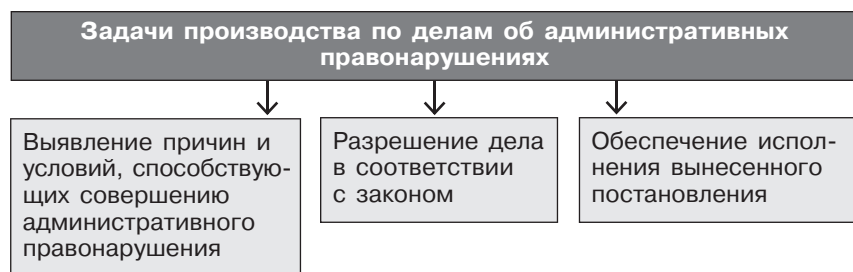 Задачи производства по делам об административных
правонарушениях
Выявление причин и
условий, способствую-
щих совершению
административного
правонарушения
Разрешение дела
в соответствии
с законом
Обеспечение испол-
нения вынесенного
постановления